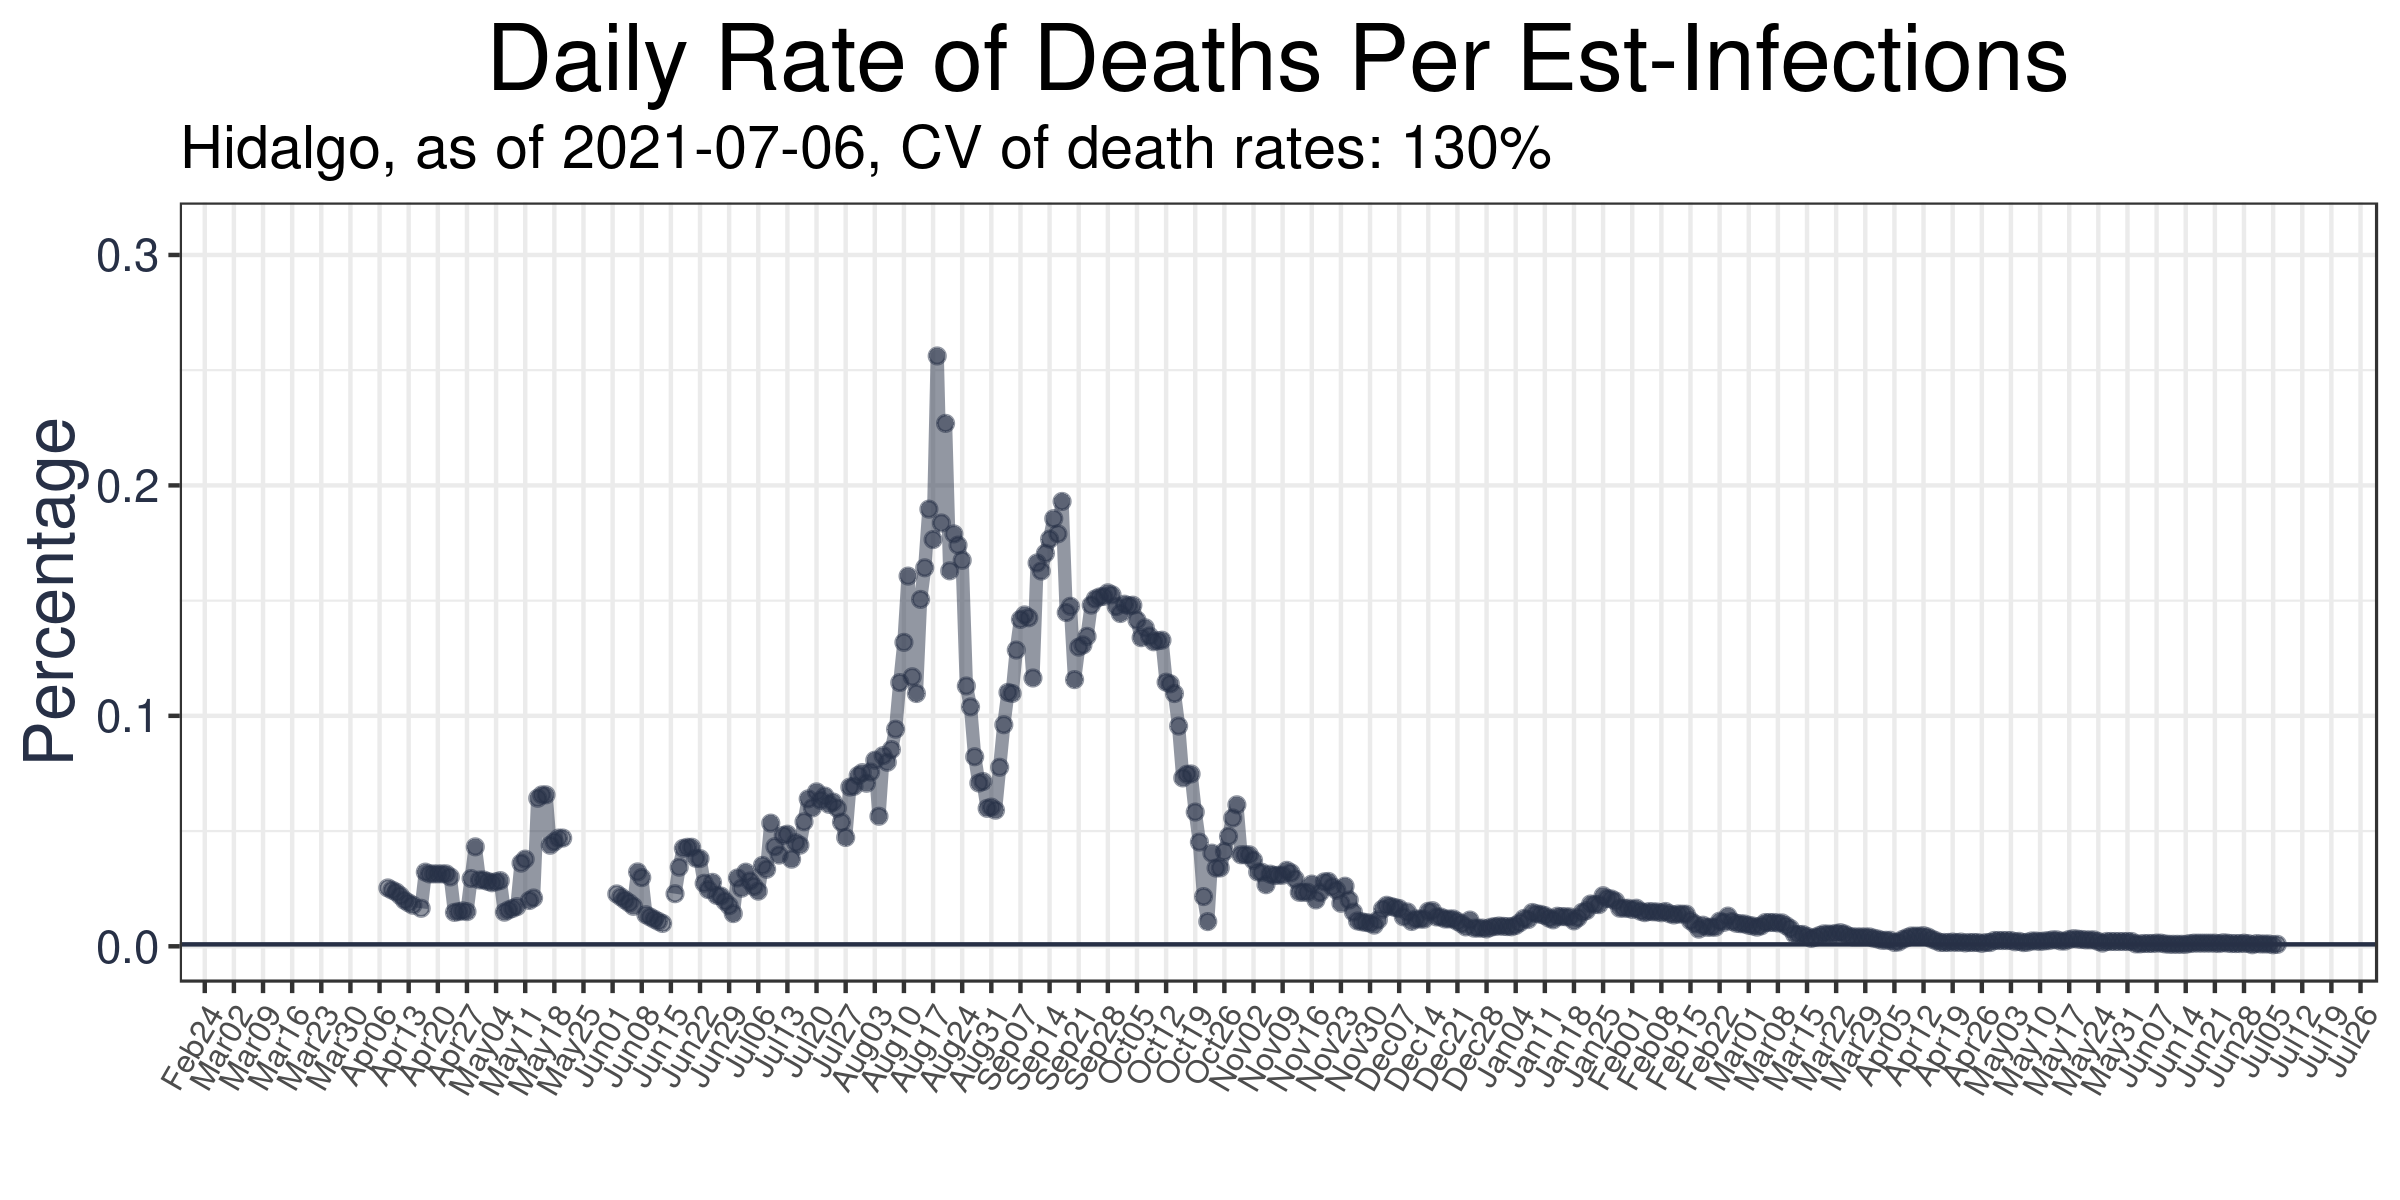 Daily Rate of Deaths Per Est-Infections
Hidalgo, as of 2021-07-06, CV of death rates: 130%
Percentage
0.3
0.2
0.1
0.0
Feb24
Mar02
Mar09
Mar16
Mar23
Mar30
Apr06
Apr13
Apr20
Apr27
May04
May11
May18
May25
Jun01
Jun08
Jun15
Jun22
Jun29
Jul06
Jul13
Jul20
Jul27
Aug03
Aug10
Aug17
Aug24
Aug31
Sep07
Sep14
Sep21
Sep28
Oct05
Oct12
Oct19
Oct26
Nov02
Nov09
Nov16
Nov23
Nov30
Dec07
Dec14
Dec21
Dec28
Jan04
Jan11
Jan18
Jan25
Feb01
Feb08
Feb15
Feb22
Mar01
Mar08
Mar15
Mar22
Mar29
Apr05
Apr12
Apr19
Apr26
May03
May10
May17
May24
May31
Jun07
Jun14
Jun21
Jun28
Jul05
Jul12
Jul19
Jul26